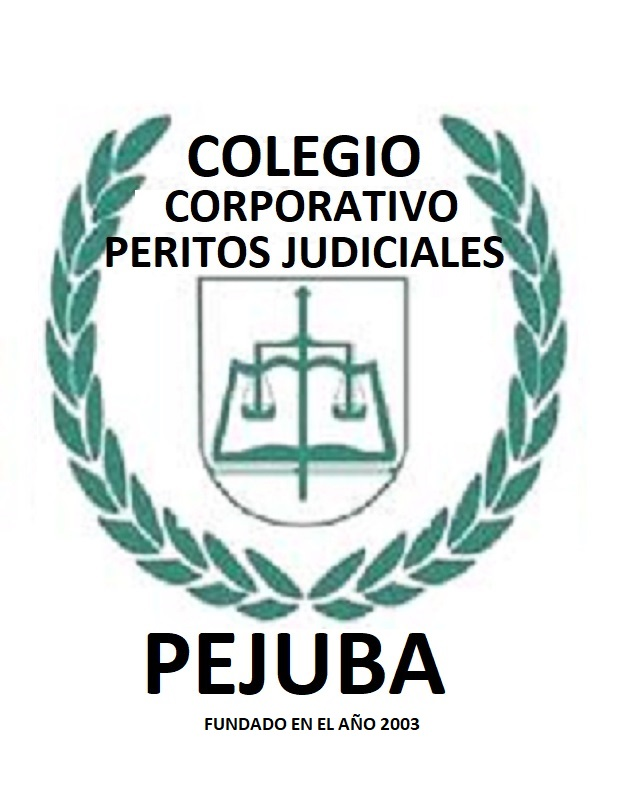 COLEGIO
CORPORATIVO
PERITOS JUDICIALES
PEJUBA
FUNDADO EN EL AÑO 2003